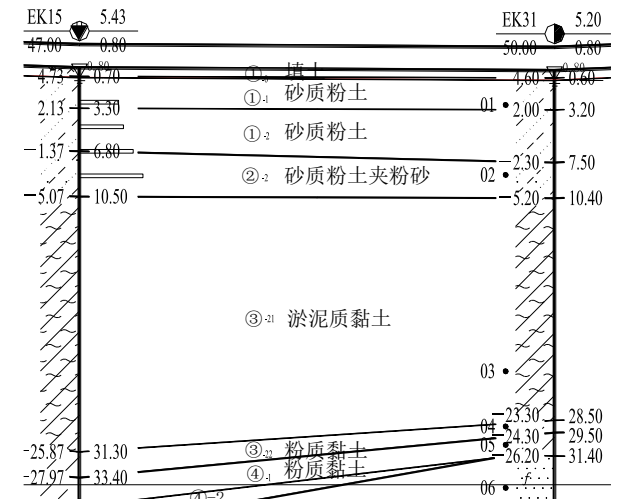 EK15 5.43 EK31 5.20
47.00 0.80 50.00 0.80
0.80 0.80
4.73 0.70 ① 填土 4.60 0.60
①-1 砂质粉土
2.13 3.30 01 2.00 3.20
①-2 砂质粉土
-1.37 6.80 -2.30 7.50
②-2 砂质粉土夹粉砂 02
-5.07 10.50 -5.20 10.40
③-21 淤泥质黏土
03
-23.30 28.50
04
-24.30 29.50
05
-25.87 31.30 ③-22 粉质黏土 -26.20 31.40
④-1 粉质黏土
-27.97 33.40 f
06
④-2